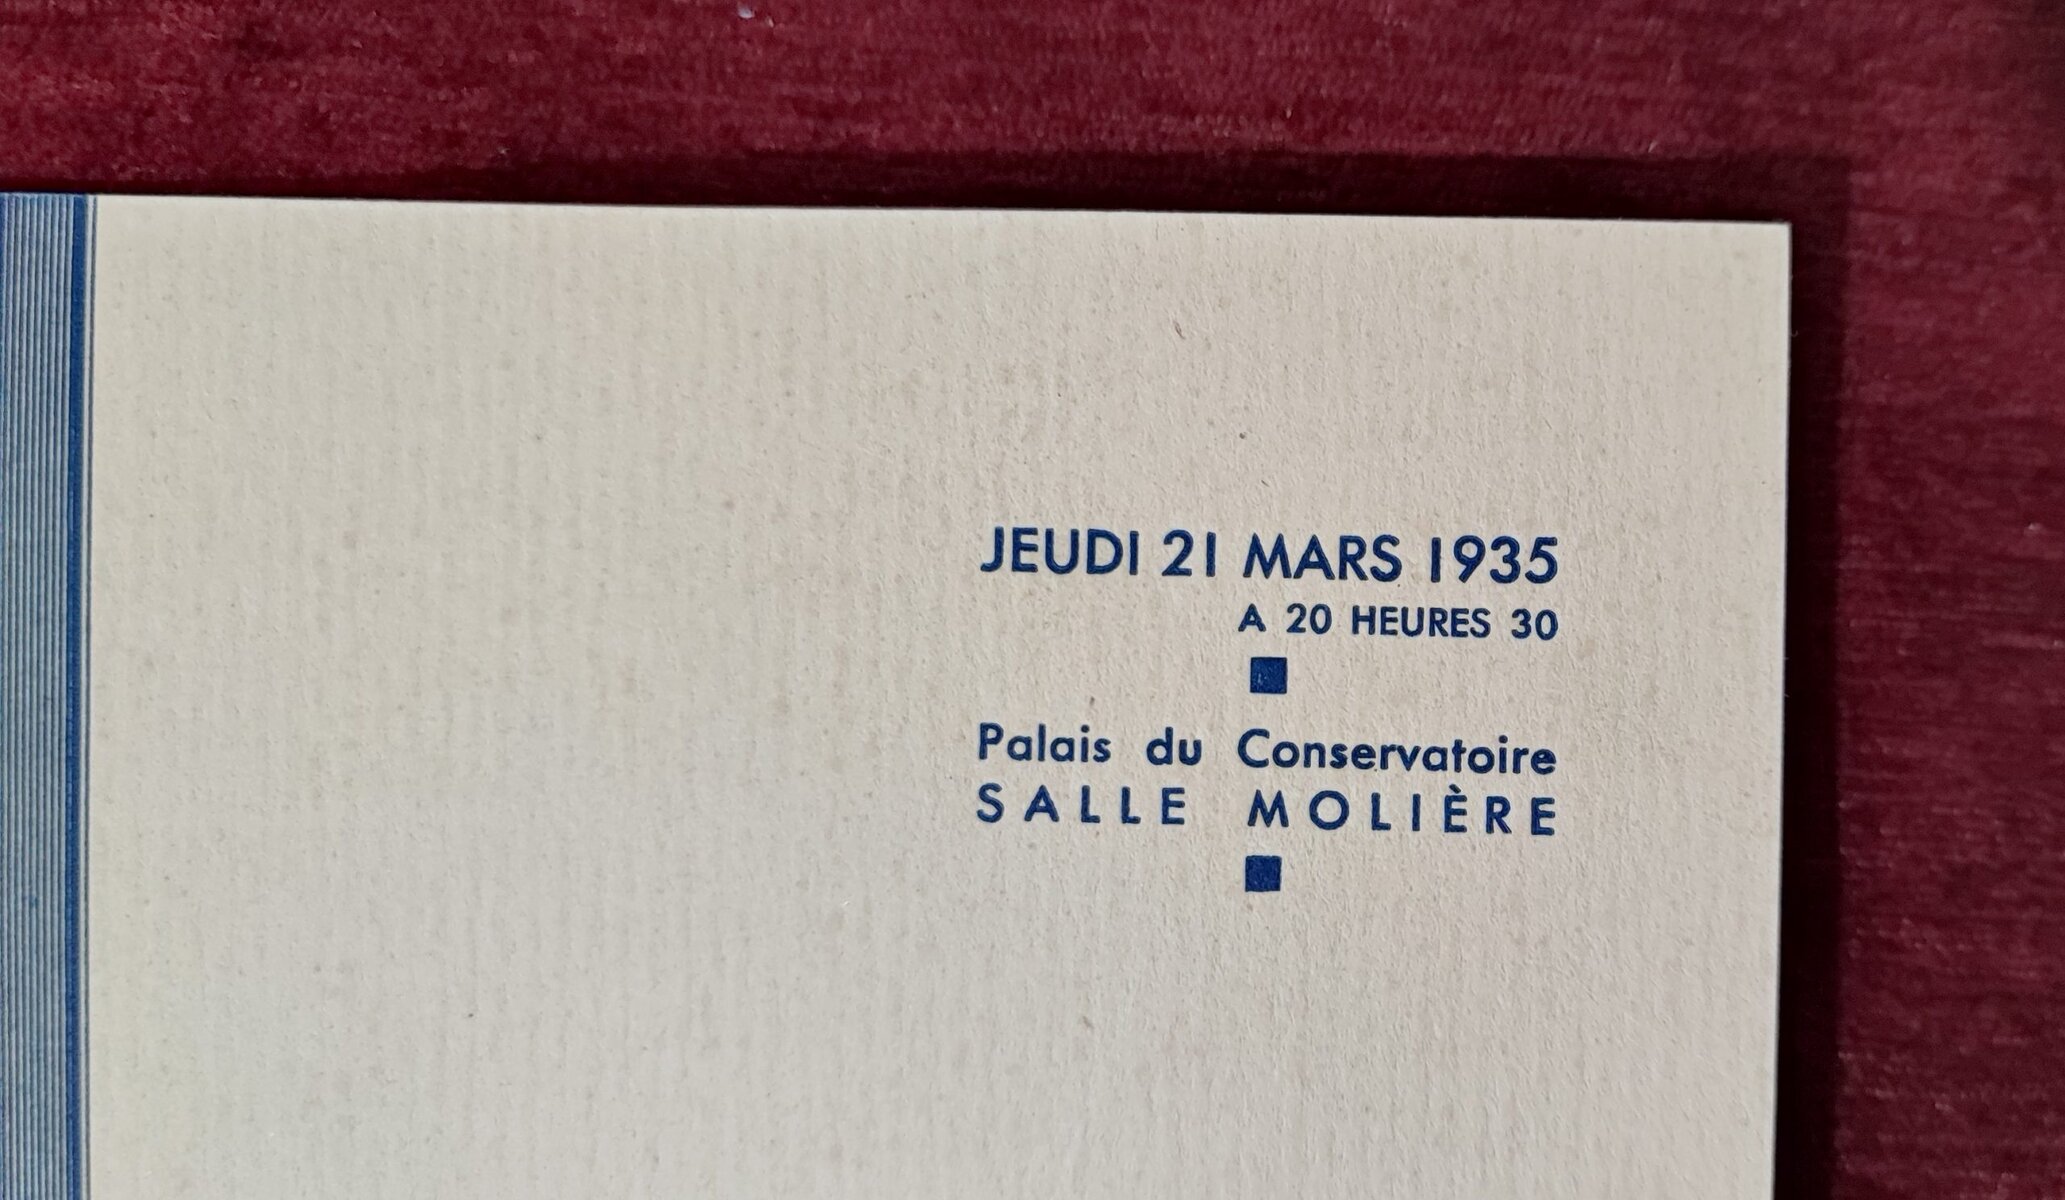 JEUDI 21 MARS 1935
A 20 HEURES 30
Palais du Conservatoire
SALLE MOLIÈRE